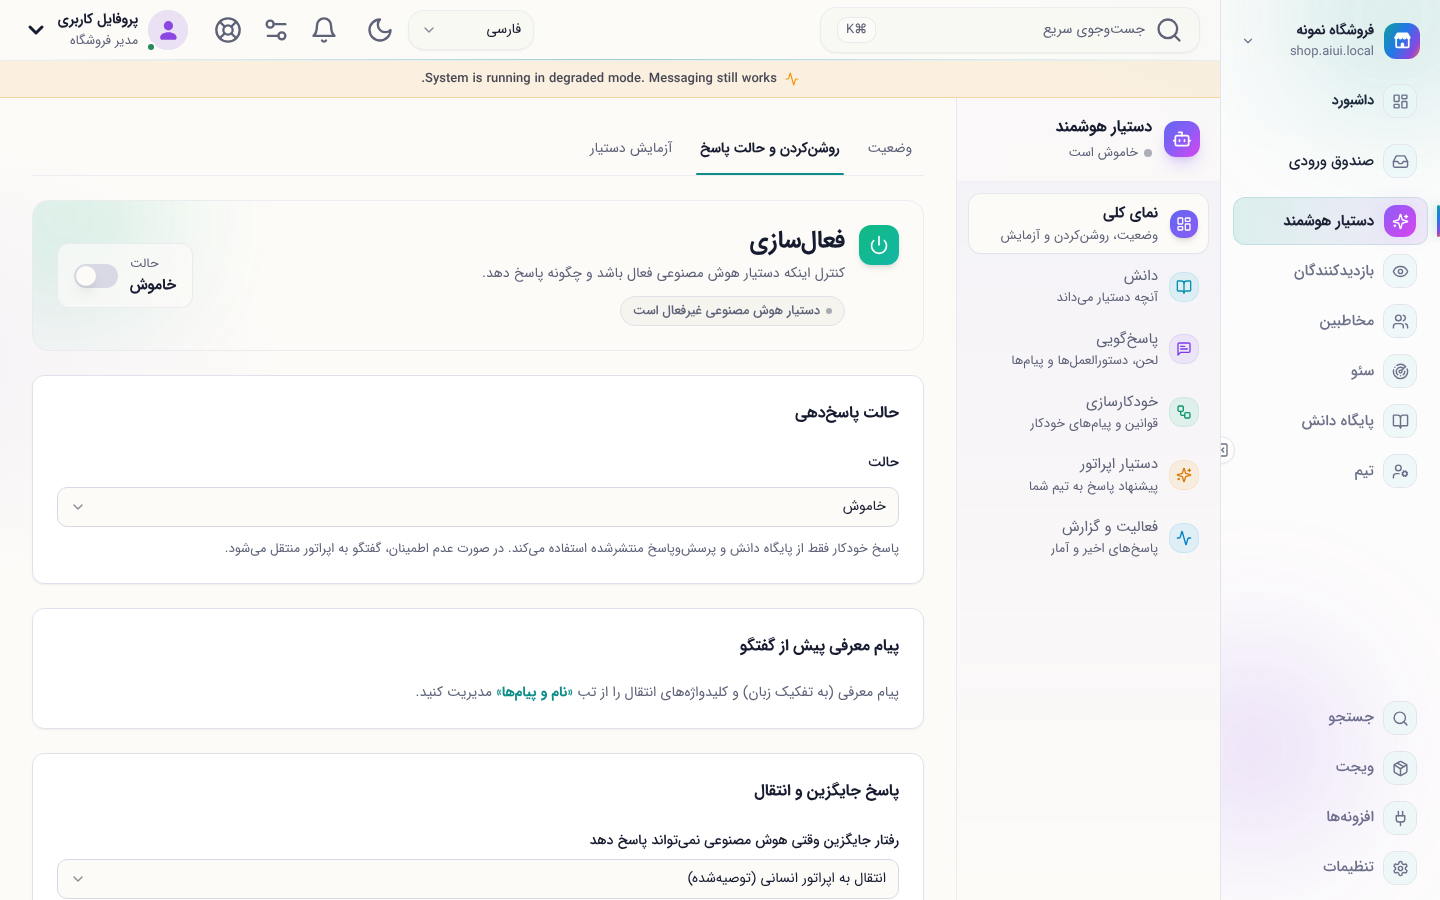 فروشگاه نمونه
shop.aiui.local
داشبورد
صندوق ورودی
دستیار هوشمند
بازدیدکنندگان
مخاطبین
سئو
پایگاه دانش
تیم
جستجو
ویجت
افزونه‌ها
تنظیمات
جست‌وجوی سریع
⌘K
فارسی
پروفایل کاربری
مدیر فروشگاه
System is running in degraded mode. Messaging still works.
دستیار هوشمند
خاموش است
نمای کلی
وضعیت، روشن‌کردن و آزمایش
دانش
آنچه دستیار می‌داند
پاسخ‌گویی
لحن، دستورالعمل‌ها و پیام‌ها
خودکارسازی
قوانین و پیام‌های خودکار
دستیار اپراتور
پیشنهاد پاسخ به تیم شما
فعالیت و گزارش
پاسخ‌های اخیر و آمار
وضعیت
روشن‌کردن و حالت پاسخ
آزمایش دستیار
فعال‌سازی
کنترل اینکه دستیار هوش مصنوعی فعال باشد و چگونه پاسخ دهد.
دستیار هوش مصنوعی غیرفعال است
حالت
خاموش
حالت پاسخ‌دهی
حالت
خاموش
پاسخ خودکار فقط از پایگاه دانش و پرسش‌وپاسخ منتشرشده استفاده می‌کند. در صورت عدم اطمینان، گفتگو به اپراتور منتقل می‌شود.
پیام معرفی پیش از گفتگو
پیام معرفی (به تفکیک زبان) و کلیدواژه‌های انتقال را از تب «نام و پیام‌ها» مدیریت کنید.
پاسخ جایگزین و انتقال
رفتار جایگزین وقتی هوش مصنوعی نمی‌تواند پاسخ دهد
انتقال به اپراتور انسانی (توصیه‌شده)